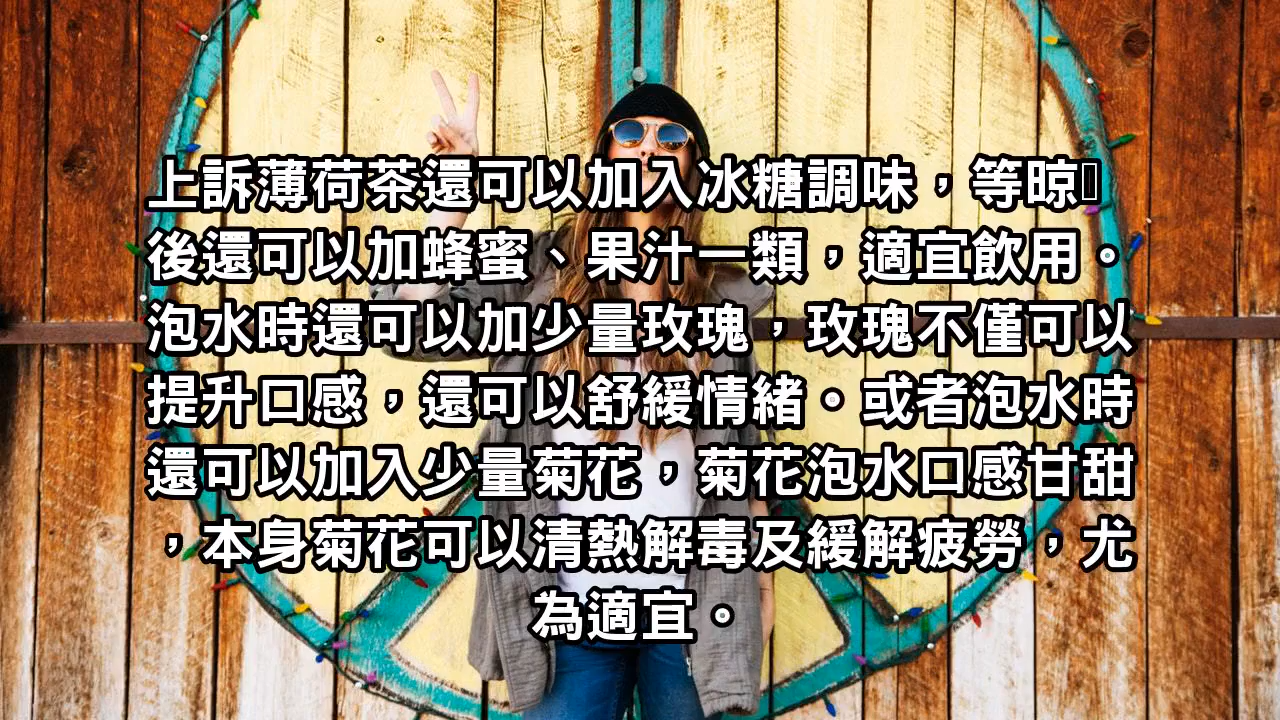 上訴薄荷茶還可以加入冰糖調味，等晾
後還可以加蜂蜜、果汁一類，適宜飲用。
泡水時還可以加少量玫瑰，玫瑰不僅可以
提升口感，還可以舒緩情緒。或者泡水時
還可以加入少量菊花，菊花泡水口感甘甜
，本身菊花可以清熱解毒及緩解疲勞，尤
為適宜。